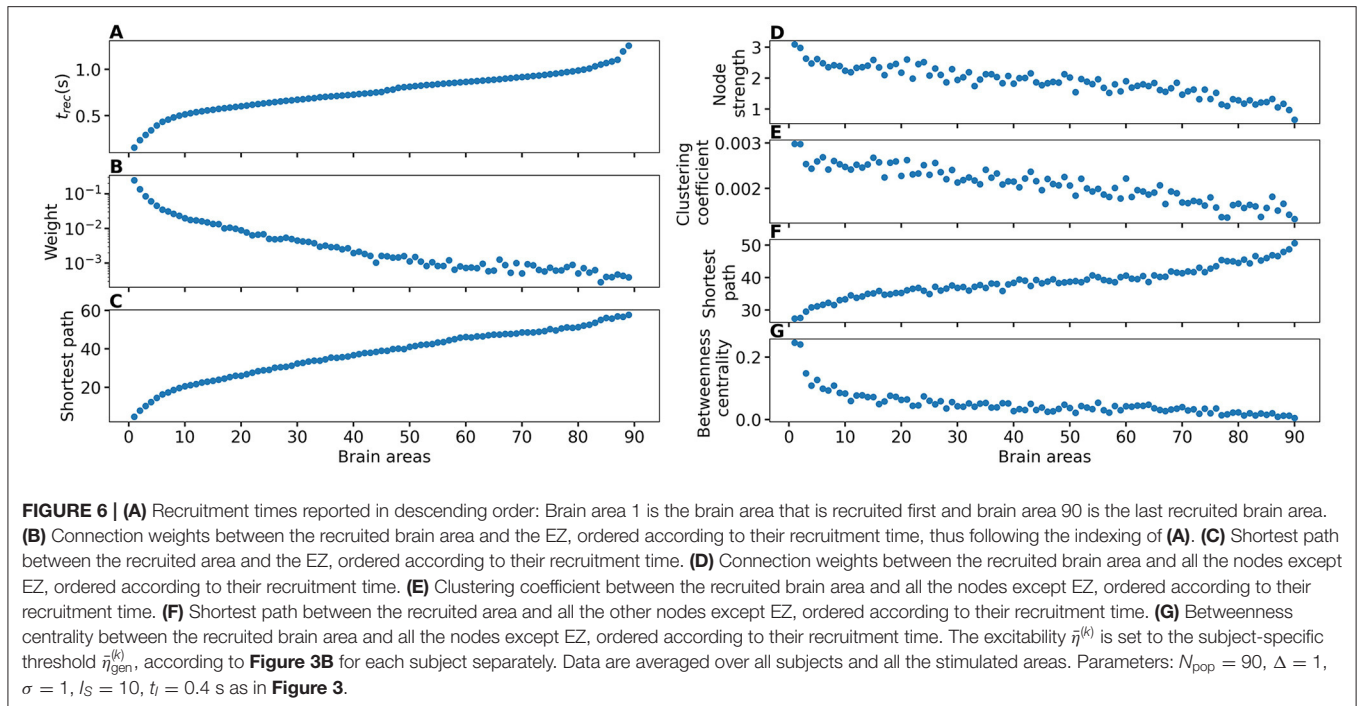 A
t_rec(s)
1.0
0.5
B
Weight
10⁻¹
10⁻²
10⁻³
C
Shortest path
60
40
20
0 10 20 30 40 50 60 70 80 90
Brain areas
D
Node
strength
3
2
1
E
Clustering
coefficient
0.003
0.002
F
Shortest
path
50
40
30
G
Betweenness
centrality
0.2
0.0
0 10 20 30 40 50 60 70 80 90
Brain areas
FIGURE 6 | (A) Recruitment times reported in descending order: Brain area 1 is the brain area that is recruited first and brain area 90 is the last recruited brain area.
(B) Connection weights between the recruited brain area and the EZ, ordered according to their recruitment time, thus following the indexing of (A). (C) Shortest path
between the recruited area and the EZ, ordered according to their recruitment time. (D) Connection weights between the recruited brain area and all the nodes except
EZ, ordered according to their recruitment time. (E) Clustering coefficient between the recruited brain area and all the nodes except EZ, ordered according to their
recruitment time. (F) Shortest path between the recruited area and all the other nodes except EZ, ordered according to their recruitment time. (G) Betweenness
centrality between the recruited brain area and all the nodes except EZ, ordered according to their recruitment time. The excitability η̄⁽ᵏ⁾ is set to the subject-specific
threshold η̄_gen⁽ᵏ⁾, according to Figure 3B for each subject separately. Data are averaged over all subjects and all the stimulated areas. Parameters: N_pop = 90, Δ = 1,
σ = 1, I_S = 10, t_I = 0.4 s as in Figure 3.